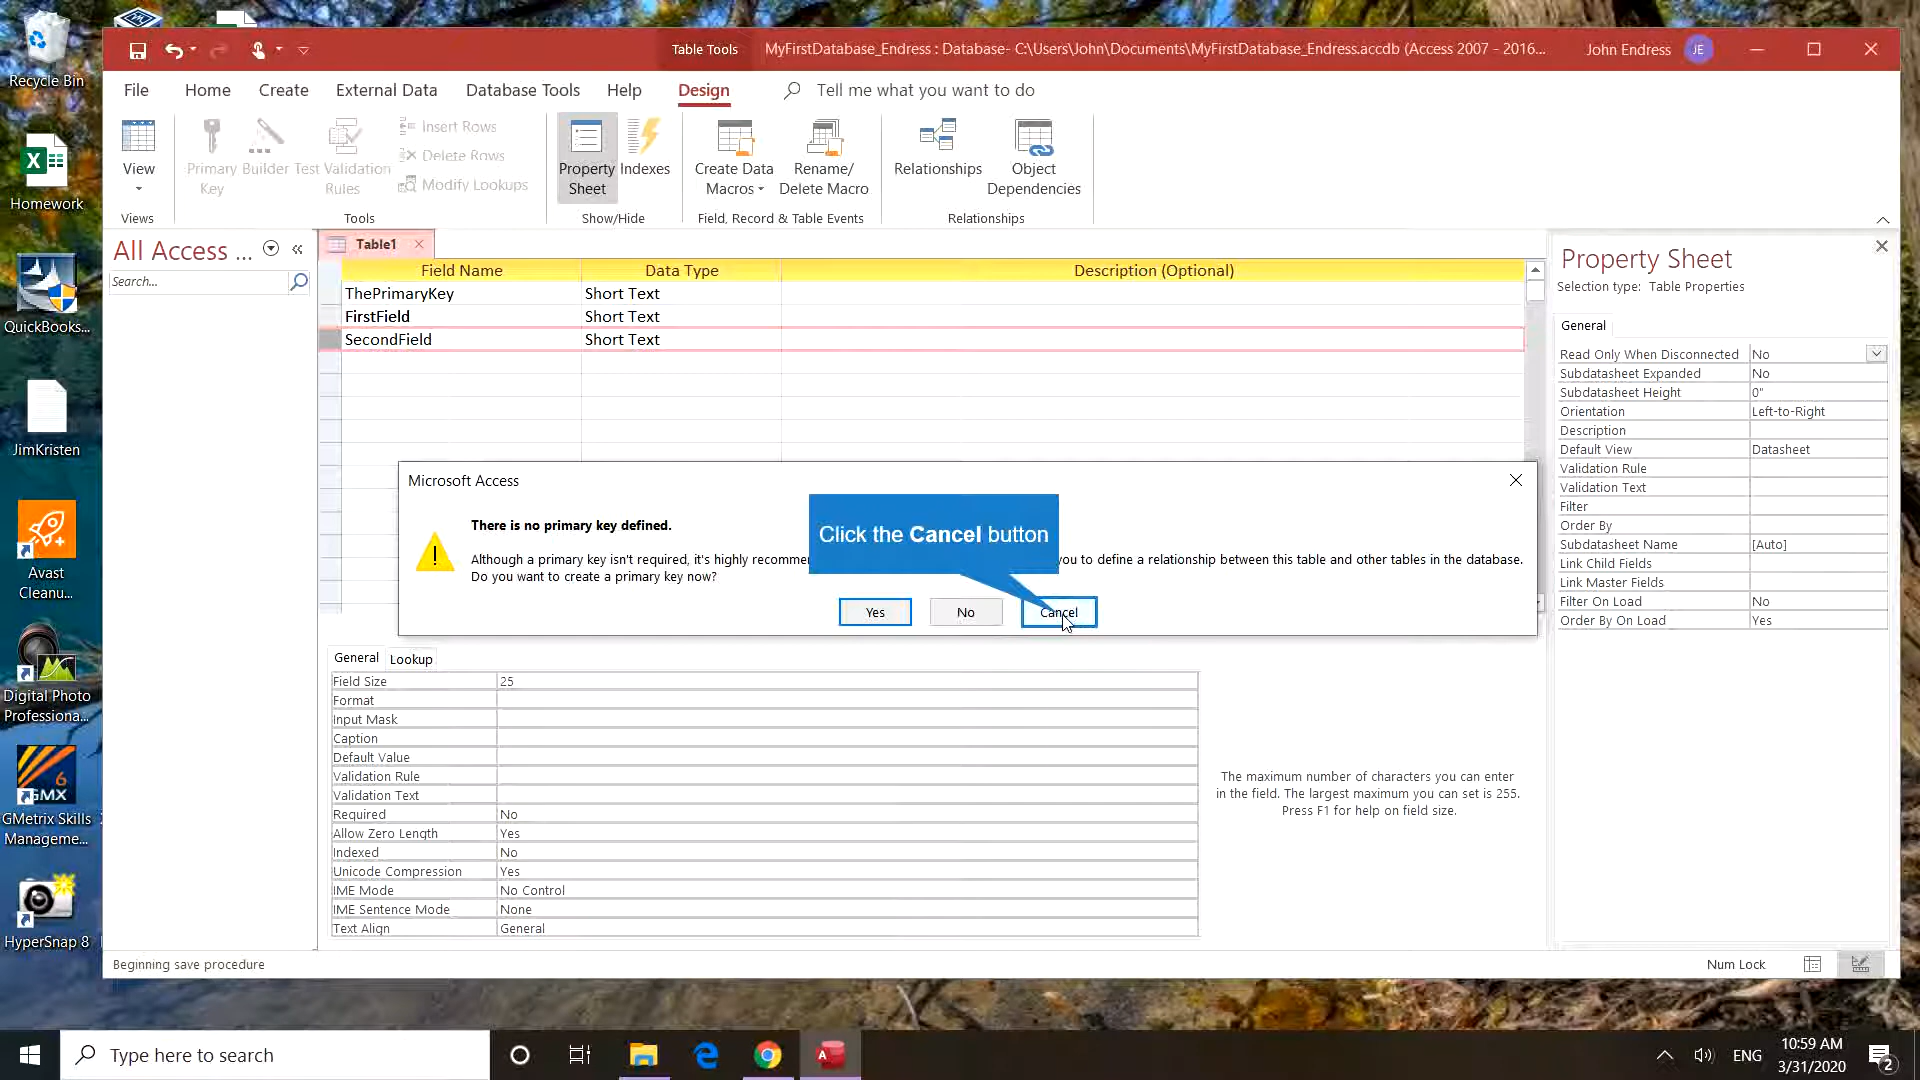 Table Tools
MyFirstDatabase_Endress : Database- C:\Users\John\Documents\MyFirstDatabase_Endress.accdb (Access 2007 - 2016...
John Endress
JE
File
Home
Create
External Data
Database Tools
Help
Design
Tell me what you want to do
View
Primary
Key
Builder
Test Validation
Rules
Insert Rows
Delete Rows
Modify Lookups
Property
Sheet
Indexes
Create Data
Macros
Rename/
Delete Macro
Relationships
Object
Dependencies
Views
Tools
Show/Hide
Field, Record & Table Events
Relationships
All Access ...
Search...
Table1
Field Name
Data Type
Description (Optional)
ThePrimaryKey
Short Text
FirstField
Short Text
SecondField
Short Text
Microsoft Access
There is no primary key defined.
Although a primary key isn't required, it's highly recomme
you to define a relationship between this table and other tables in the database.
Do you want to create a primary key now?
Click the Cancel button
Yes
No
Cancel
General
Lookup
Field Size 25
Format
Input Mask
Caption
Default Value
Validation Rule
Validation Text
Required No
Allow Zero Length Yes
Indexed No
Unicode Compression Yes
IME Mode No Control
IME Sentence Mode None
Text Align General
The maximum number of characters you can enter
in the field. The largest maximum you can set is 255.
Press F1 for help on field size.
Property Sheet
Selection type: Table Properties
General
Read Only When Disconnected No
Subdatasheet Expanded No
Subdatasheet Height 0"
Orientation Left-to-Right
Description
Default View Datasheet
Validation Rule
Validation Text
Filter
Order By
Subdatasheet Name [Auto]
Link Child Fields
Link Master Fields
Filter On Load No
Order By On Load Yes
Beginning save procedure
Num Lock
Recycle Bin
Homework
QuickBooks...
JimKristen
Avast
Cleanu...
Digital Photo
Professiona...
6
GMX
GMetrix Skills
Manageme...
HyperSnap 8
Type here to search
ENG
10:59 AM
3/31/2020
2